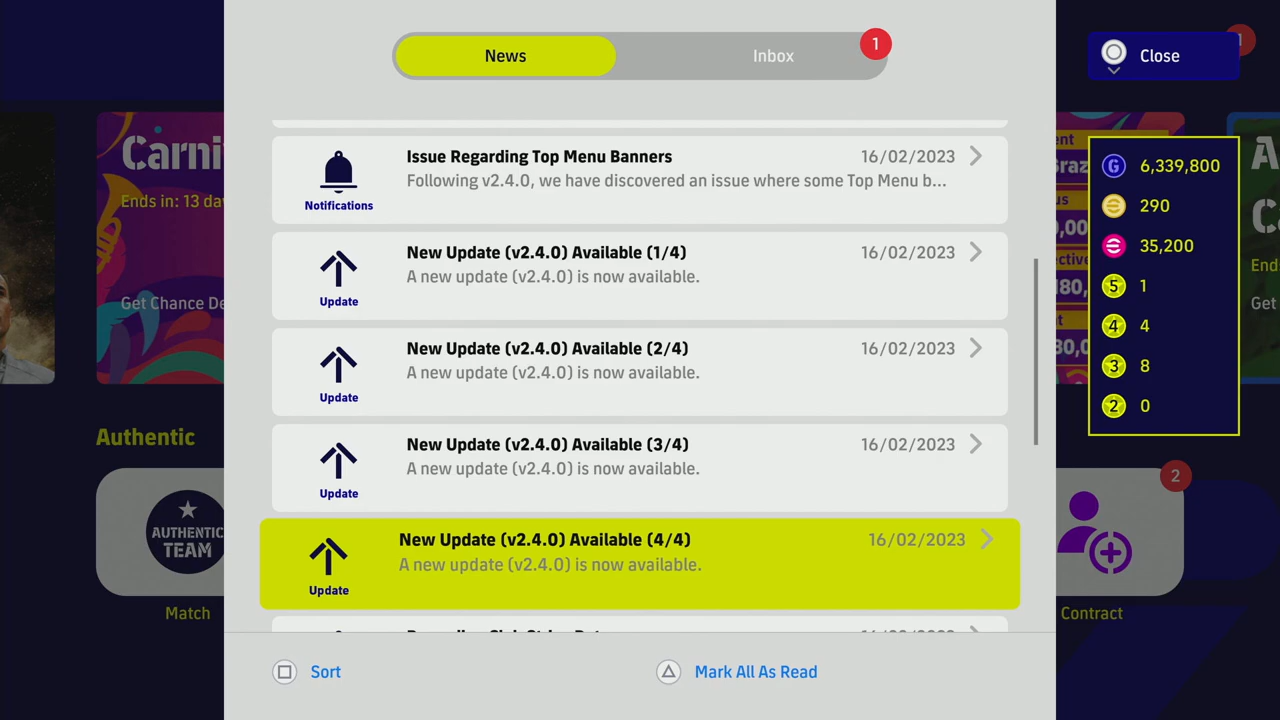 News
Inbox
1
Close
Carni
Ends in: 13 da
Get Chance De
Issue Regarding Top Menu Banners
16/02/2023
Following v2.4.0, we have discovered an issue where some Top Menu b...
Notifications
New Update (v2.4.0) Available (1/4)
16/02/2023
A new update (v2.4.0) is now available.
Update
New Update (v2.4.0) Available (2/4)
16/02/2023
A new update (v2.4.0) is now available.
Update
New Update (v2.4.0) Available (3/4)
16/02/2023
A new update (v2.4.0) is now available.
Update
New Update (v2.4.0) Available (4/4)
16/02/2023
A new update (v2.4.0) is now available.
Update
G 6,339,800
290
35,200
5 1
4 4
3 8
2 0
End
Get
Authentic
AUTHENTIC
TEAM
Match
2
Contract
Sort
Mark All As Read